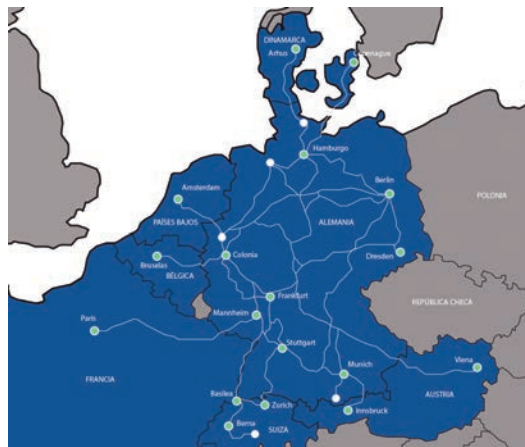 DINAMARCA
Arhus
Hamburgo
Amsterdam
Berlin
POLONIA
PAÍSES BAJOS
ALEMANIA
Colonia
Dresden
Bruselas
BÉLGICA
Frankfurt
REPÚBLICA CHECA
Mannheim
Paris
Stuttgart
Munich
Viena
FRANCIA
Basilea
AUSTRIA
Zurich
Innsbruck
Berna
SUIZA